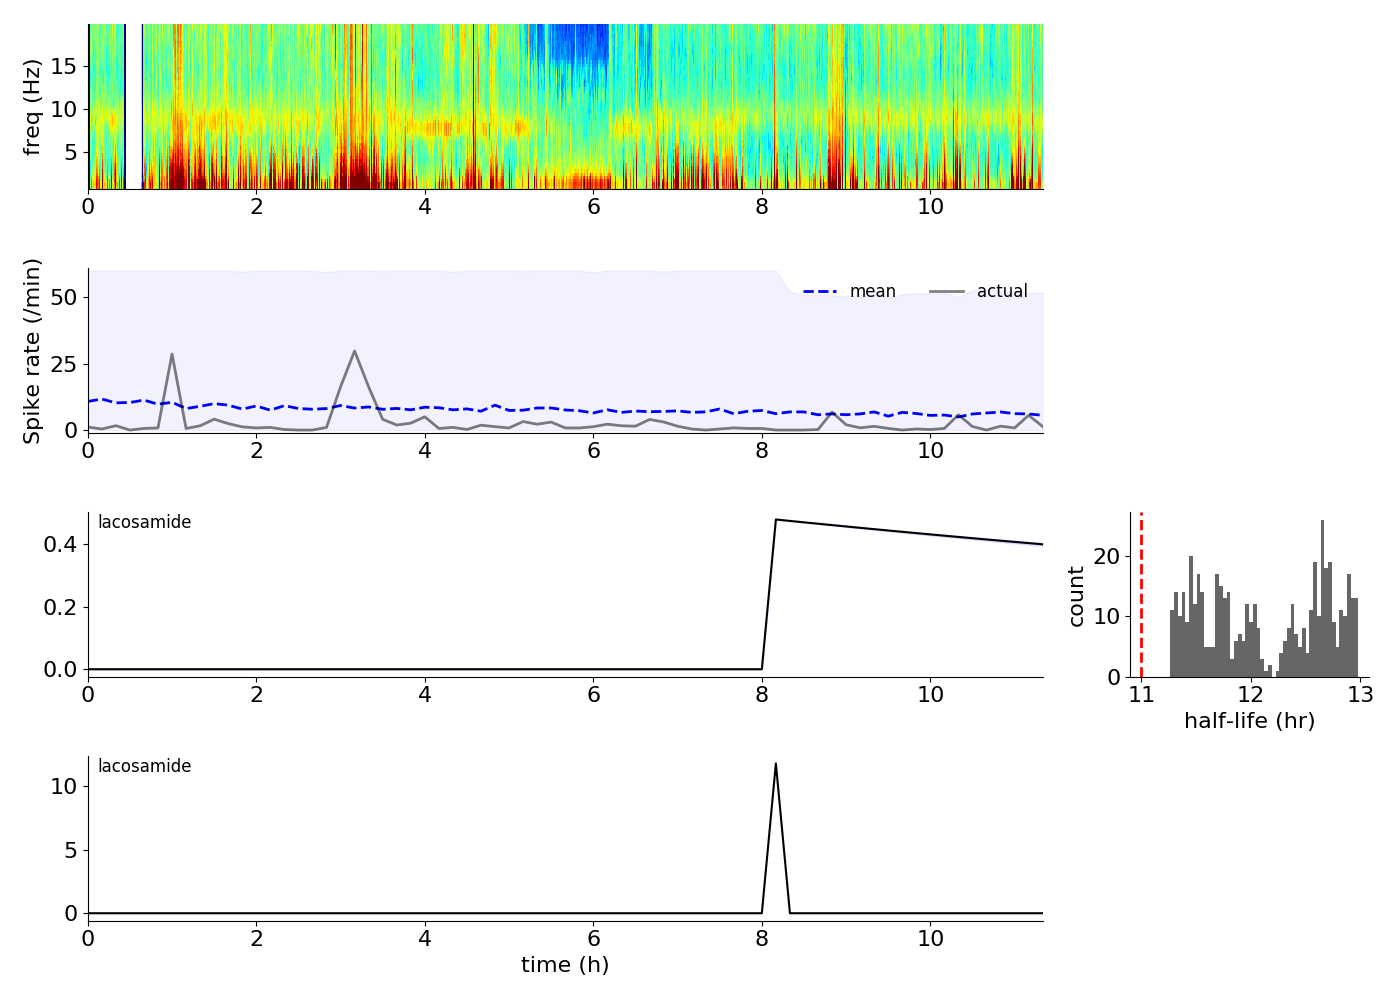 freq (Hz)
15
10
5
0 2 4 6 8 10
Spike rate (/min)
50
25
0
mean actual
0 2 4 6 8 10
lacosamide
0.4
0.2
0.0
0 2 4 6 8 10
count
20
10
0
11 12 13
half-life (hr)
lacosamide
10
5
0
0 2 4 6 8 10
time (h)